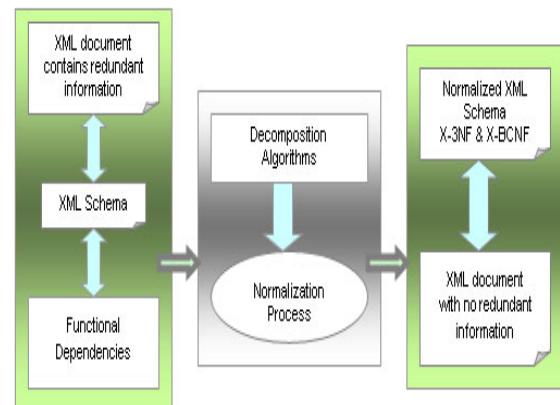 XML document
contains redundant
information
XML Schema
Functional
Dependencies
Decomposition
Algorithms
Normalization
Process
Normalized XML
Schema
X-3NF & X-BCNF
XML document
with no redundant
information